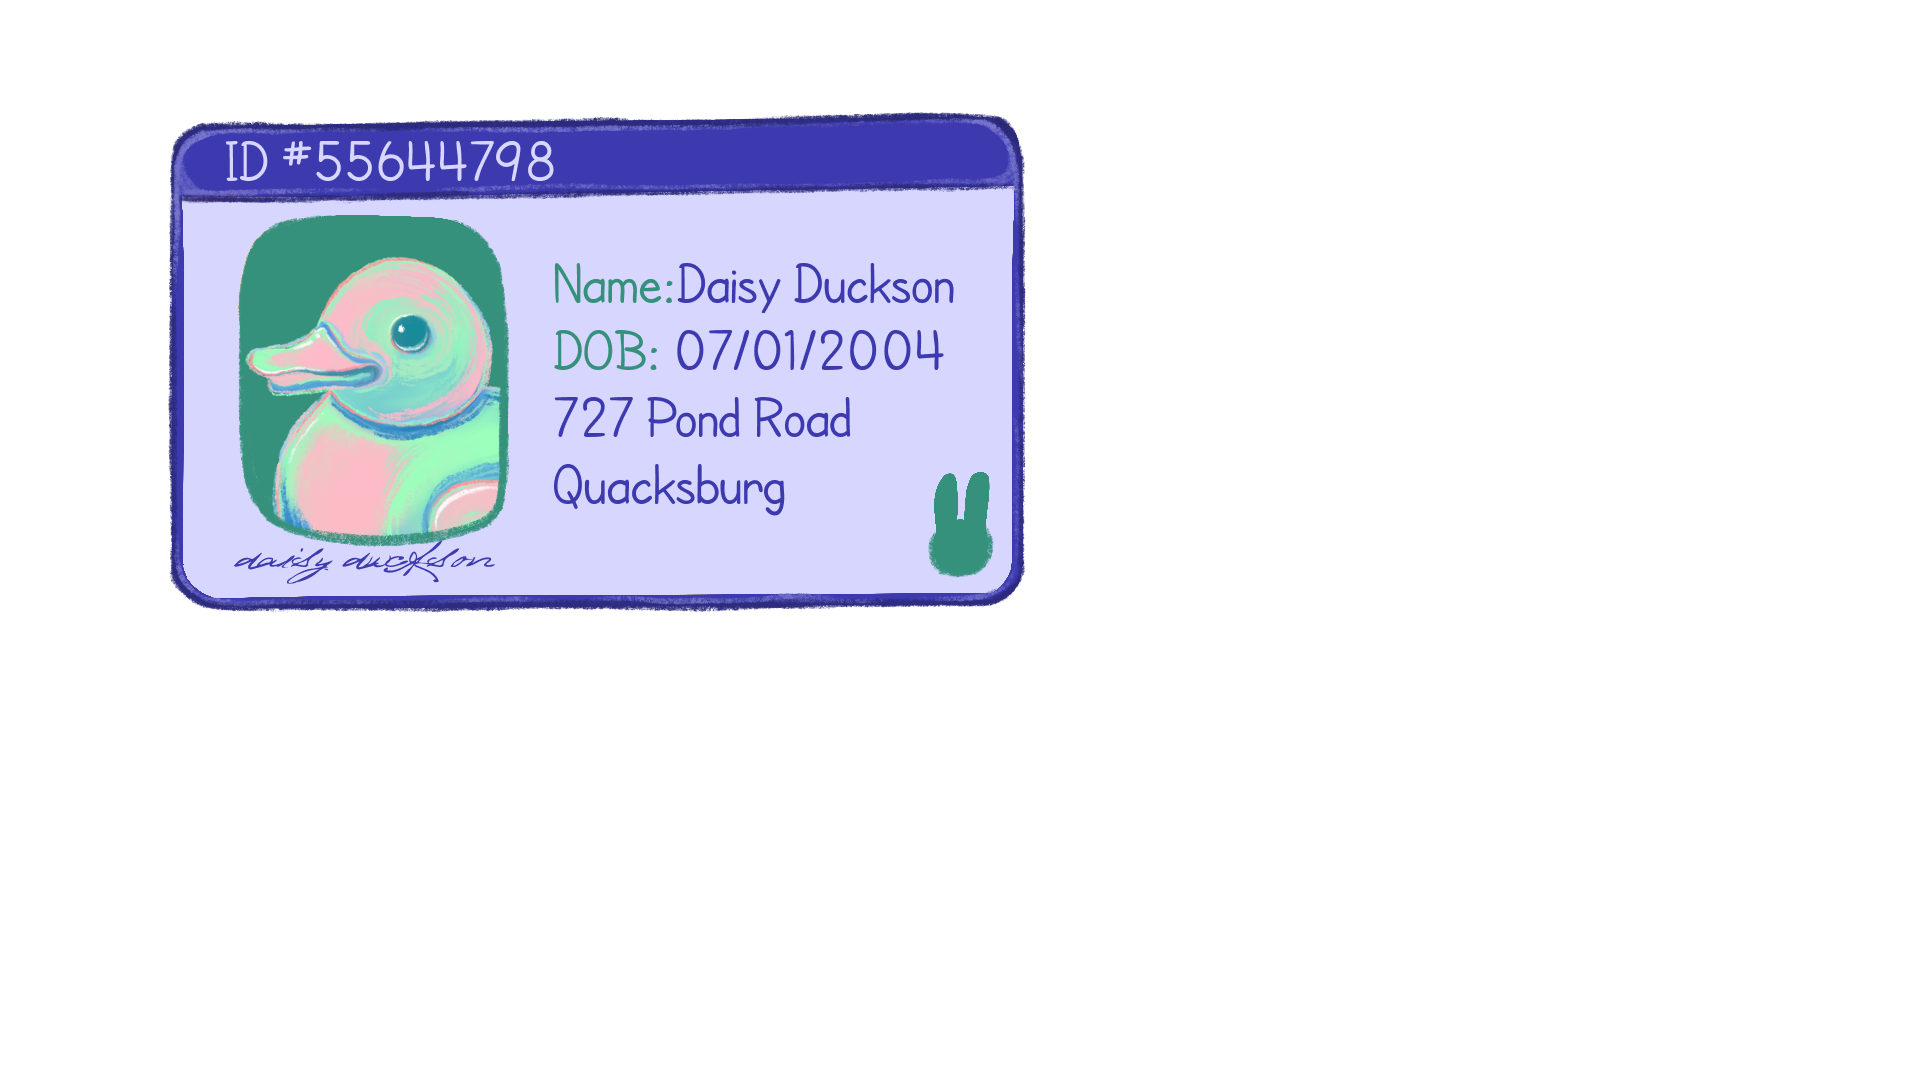 ID #55644798
Name:Daisy Duckson
DOB: 07/01/2004
727 Pond Road
Quacksburg
daisy duckson